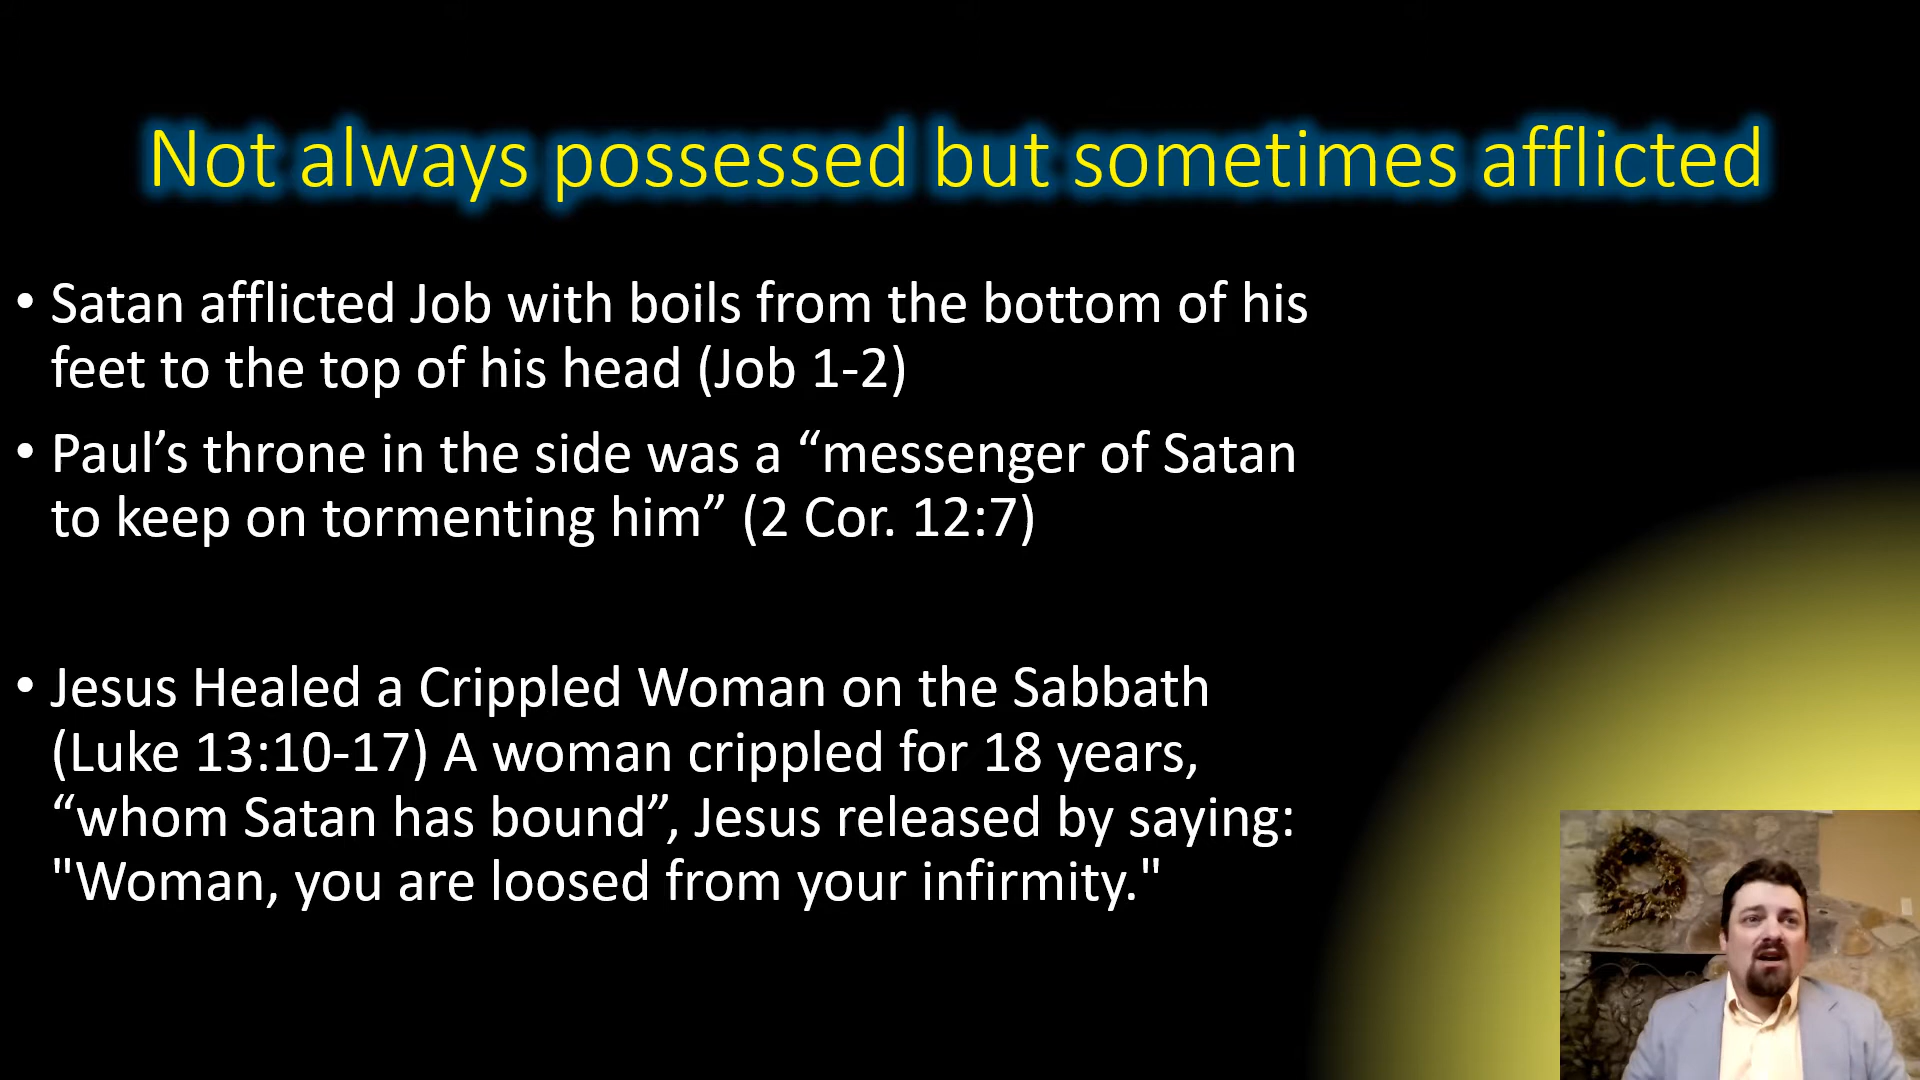 Not always possessed but sometimes afflicted
• Satan afflicted Job with boils from the bottom of his
feet to the top of his head (Job 1-2)
• Paul’s throne in the side was a “messenger of Satan
to keep on tormenting him” (2 Cor. 12:7)
• Jesus Healed a Crippled Woman on the Sabbath
(Luke 13:10-17) A woman crippled for 18 years,
“whom Satan has bound”, Jesus released by saying:
"Woman, you are loosed from your infirmity."